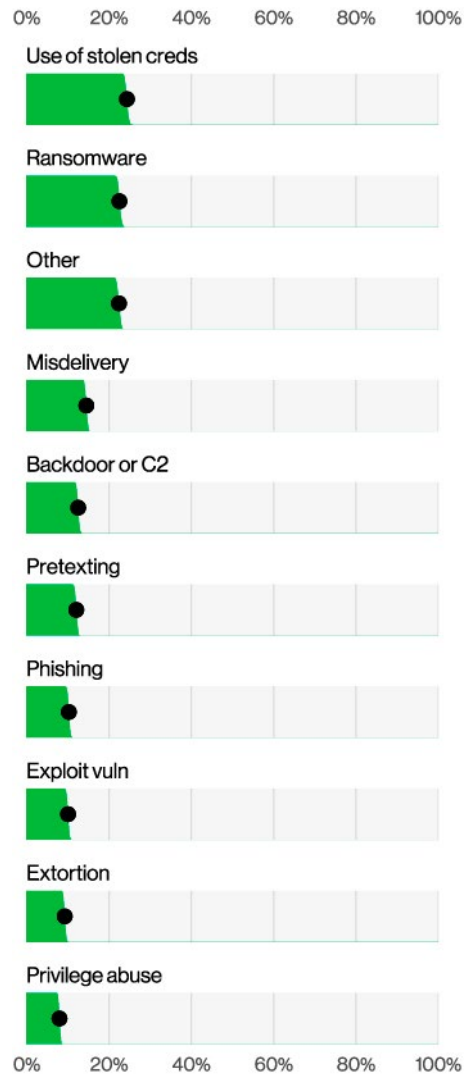 0% 20% 40% 60% 80% 100%
Use of stolen creds
Ransomware
Other
Misdelivery
Backdoor or C2
Pretexting
Phishing
Exploit vuln
Extortion
Privilege abuse
0% 20% 40% 60% 80% 100%